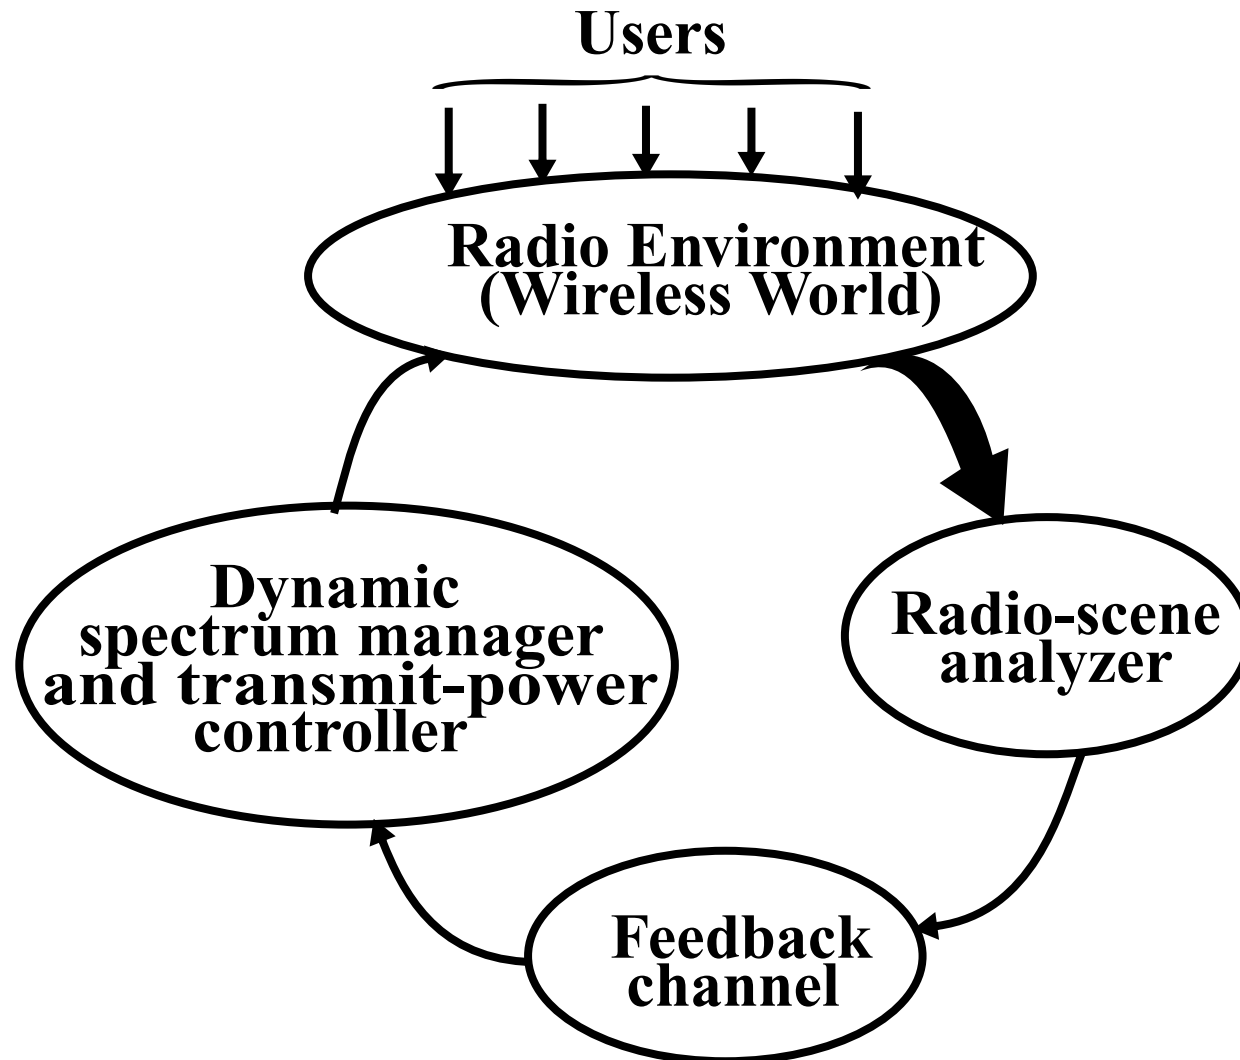 Users
Radio Environment
(Wireless World)
Dynamic
spectrum manager
and transmit-power
controller
Radio-scene
analyzer
Feedback
channel